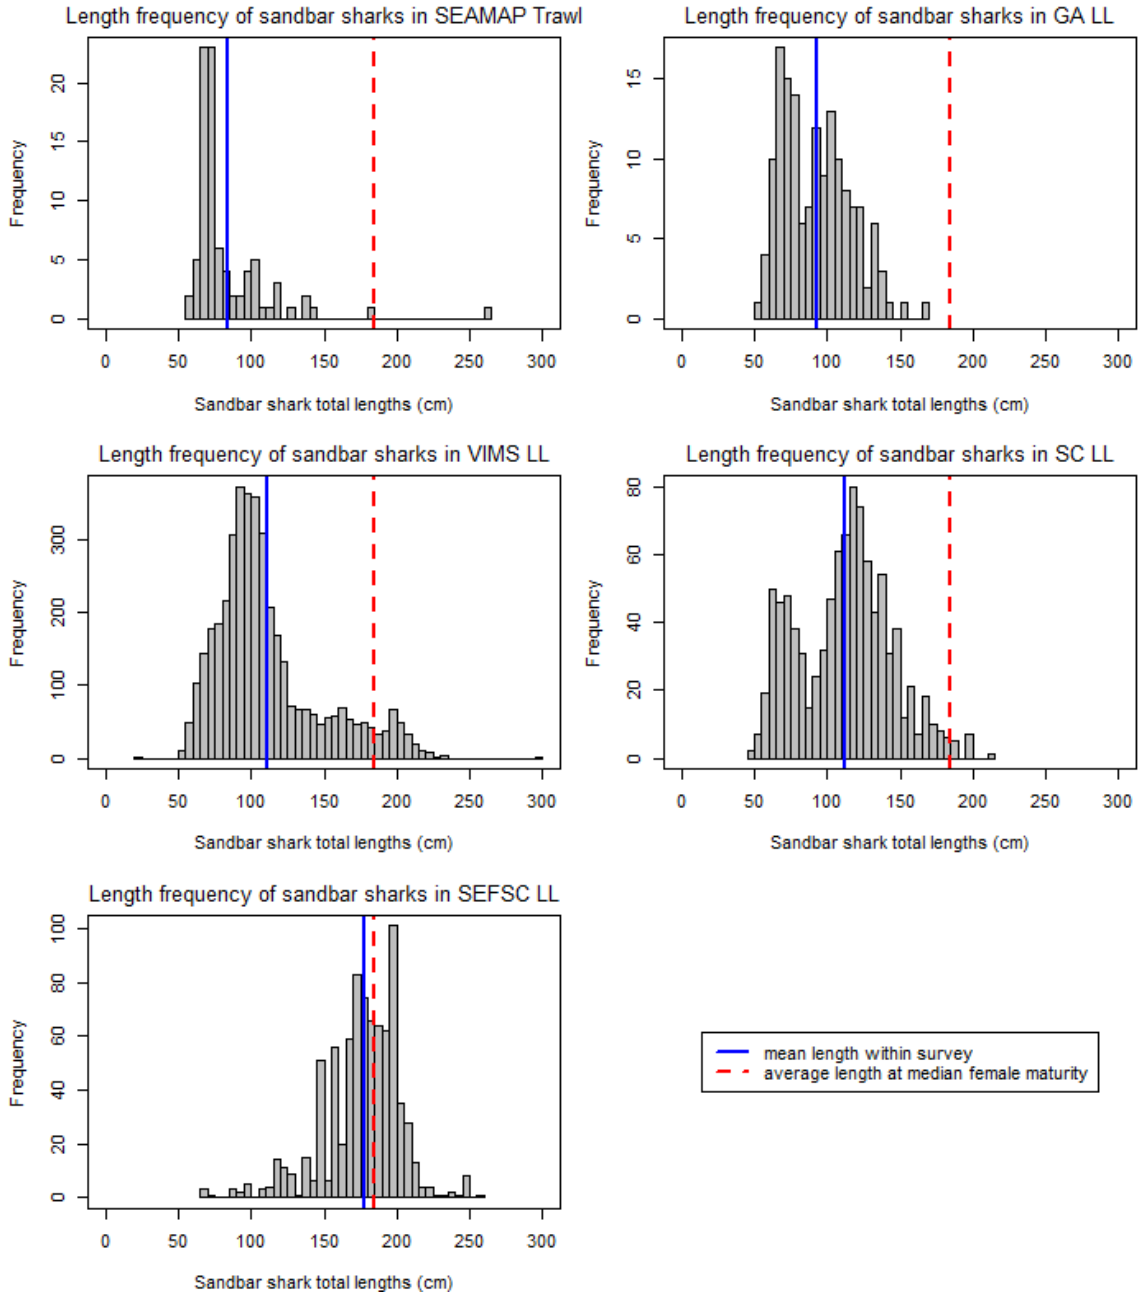 Length frequency of sandbar sharks in SEAMAP Trawl
Frequency
0 5 10 15 20
0 50 100 150 200 250 300
Sandbar shark total lengths (cm)
Length frequency of sandbar sharks in GA LL
Frequency
0 5 10 15
0 50 100 150 200 250 300
Sandbar shark total lengths (cm)
Length frequency of sandbar sharks in VIMS LL
Frequency
0 100 200 300
0 50 100 150 200 250 300
Sandbar shark total lengths (cm)
Length frequency of sandbar sharks in SC LL
Frequency
0 20 40 60 80
0 50 100 150 200 250 300
Sandbar shark total lengths (cm)
Length frequency of sandbar sharks in SEFSC LL
Frequency
0 20 40 60 80 100
0 50 100 150 200 250 300
Sandbar shark total lengths (cm)
mean length within survey
average length at median female maturity